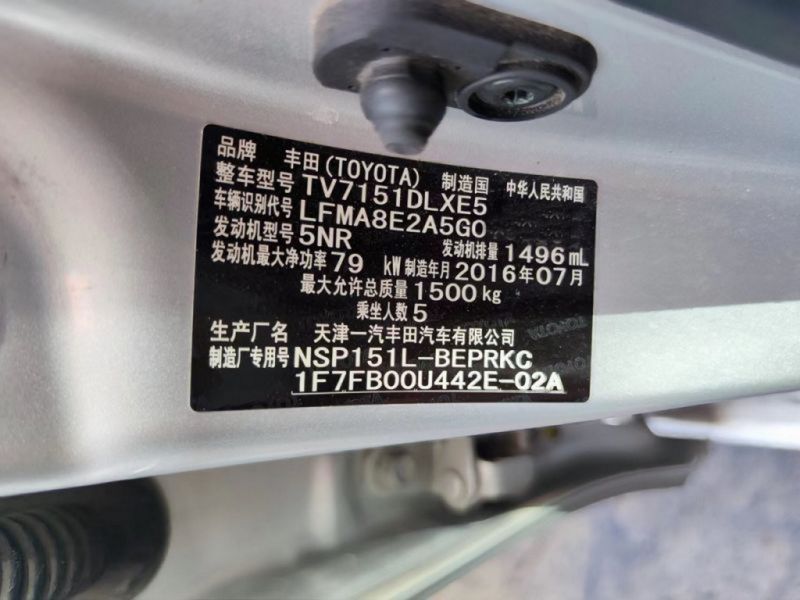 品牌 丰田(TOYOTA) 制造国 中华人民共和国
整车型号 TV7151DLXE5
车辆识别代号 LFMA8E2A5G0
发动机型号 5NR 发动机排量 1496 mL
发动机最大净功率 79 kW 制造年月 2016年07月
最大允许总质量 1500 kg
乘坐人数 5
生产厂名 天津一汽丰田汽车有限公司
制造厂专用号 NSP151L-BEPRKC
1F7FB00U442E-02A